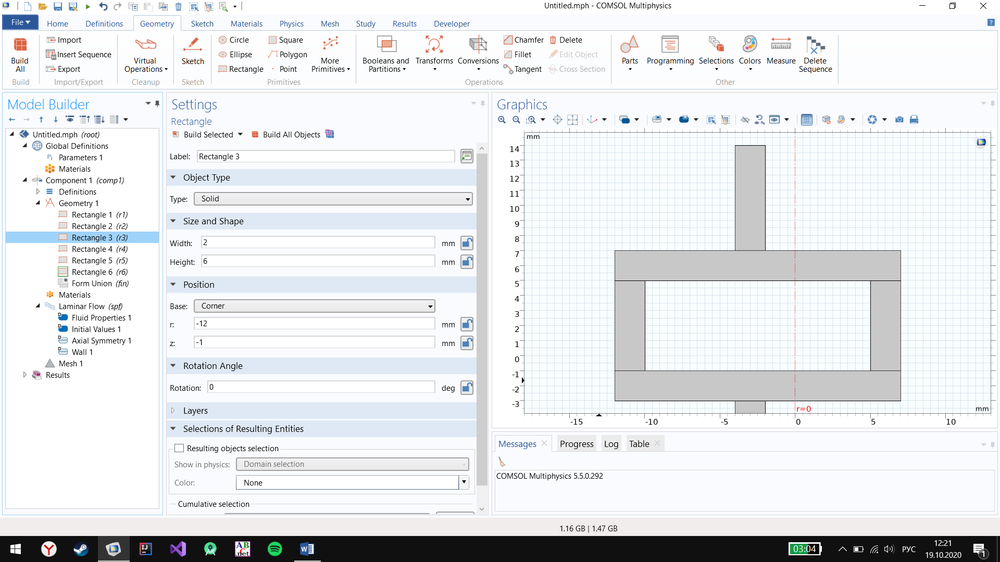 Untitled.mph - COMSOL Multiphysics
File Home Definitions Geometry Sketch Materials Physics Mesh Study Results Developer
Build All
Import
Insert Sequence
Export
Virtual Operations
Sketch
Circle
Ellipse
Rectangle
Square
Polygon
Point
More Primitives
Booleans and Partitions
Transforms
Conversions
Chamfer
Fillet
Tangent
Delete
Edit Object
Cross Section
Parts
Programming
Selections
Colors
Measure
Delete Sequence
Build Import/Export Cleanup Sketch Primitives Operations Other
Model Builder
Untitled.mph (root)
Global Definitions
Pi Parameters 1
Materials
Component 1 (comp1)
Definitions
Geometry 1
Rectangle 1 (r1)
Rectangle 2 (r2)
Rectangle 3 (r3)
Rectangle 4 (r4)
Rectangle 5 (r5)
Rectangle 6 (r6)
Form Union (fin)
Materials
Laminar Flow (spf)
Fluid Properties 1
Initial Values 1
Axial Symmetry 1
Wall 1
Mesh 1
Results
Settings
Rectangle
Build Selected Build All Objects
Label: Rectangle 3
Object Type
Type: Solid
Size and Shape
Width: 2 mm
Height: 6 mm
Position
Base: Corner
r: -12 mm
z: -1 mm
Rotation Angle
Rotation: 0 deg
Layers
Selections of Resulting Entities
Resulting objects selection
Show in physics: Domain selection
Color: None
Cumulative selection
Graphics
mm
14
13
12
11
10
9
8
7
6
5
4
3
2
1
0
-1
-2
-3
r=0
mm
-15 -10 -5 0 5 10
Messages Progress Log Table
COMSOL Multiphysics 5.5.0.292
1.16 GB | 1.47 GB
AB
C
.net
03:04
РУС
12:21
19.10.2020
1